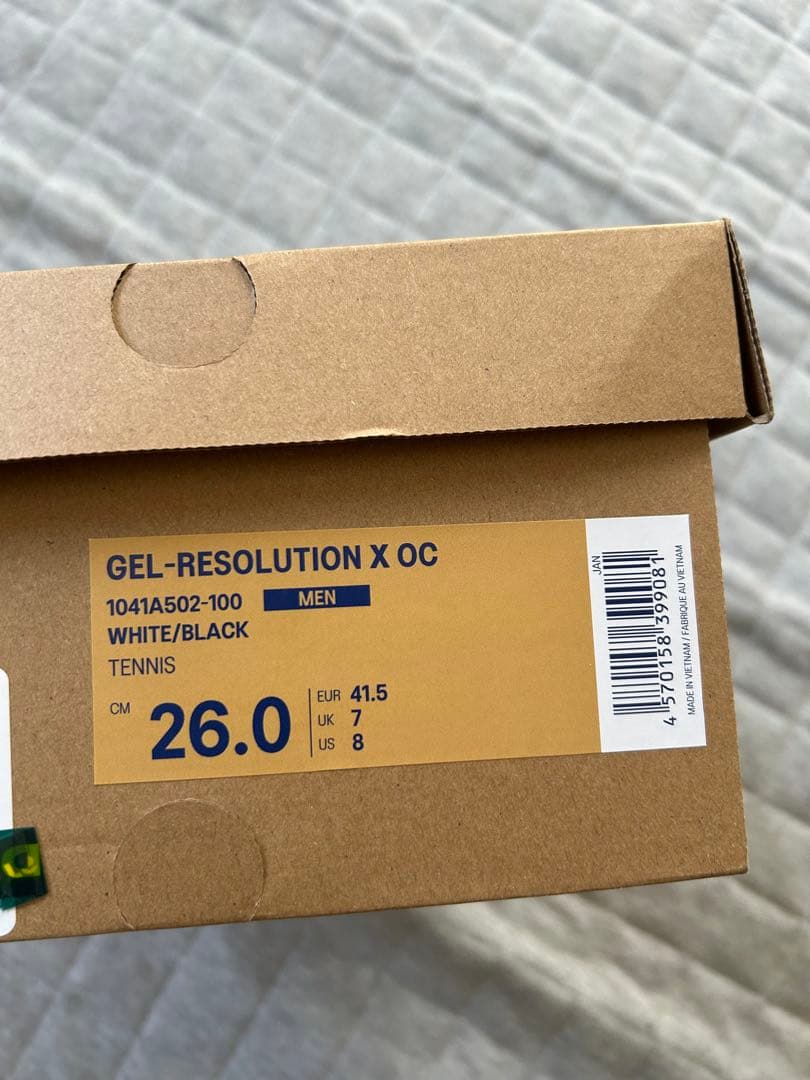 GEL-RESOLUTION X OC
1041A502-100 MEN
WHITE/BLACK
TENNIS
CM 26.0
EUR 41.5
UK 7
US 8
JAN
4 570158 399081
MADE IN VIETNAM / FABRIQUE AU VIETNAM